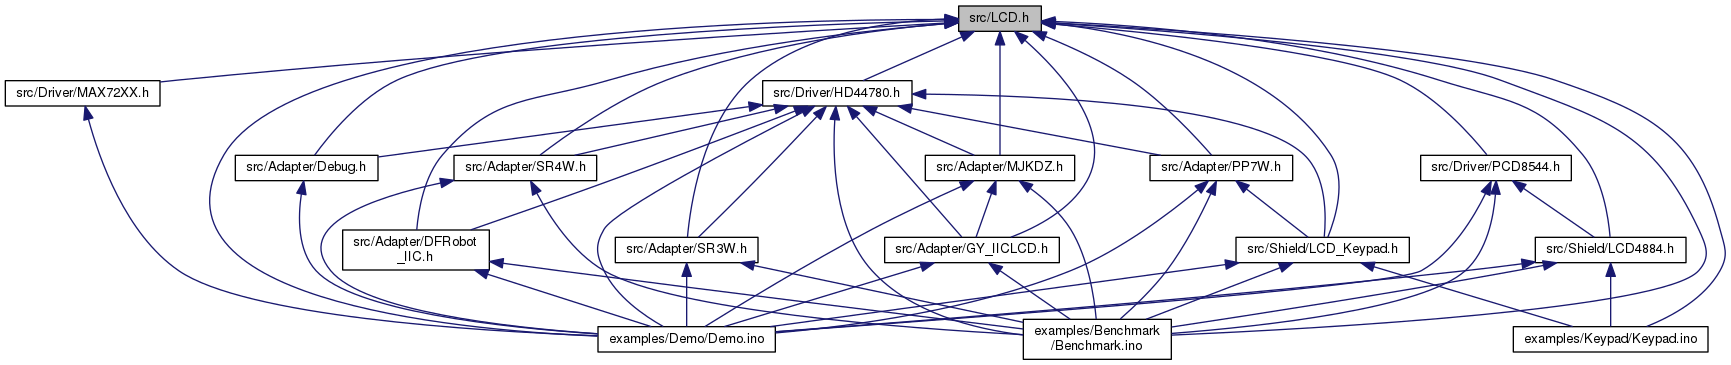 src/LCD.h
src/Driver/MAX72XX.h
src/Driver/HD44780.h
src/Adapter/Debug.h
src/Adapter/SR4W.h
src/Adapter/MJKDZ.h
src/Adapter/PP7W.h
src/Driver/PCD8544.h
src/Adapter/DFRobot
_IIC.h
src/Adapter/SR3W.h
src/Adapter/GY_IICLCD.h
src/Shield/LCD_Keypad.h
src/Shield/LCD4884.h
examples/Demo/Demo.ino
examples/Benchmark
/Benchmark.ino
examples/Keypad/Keypad.ino